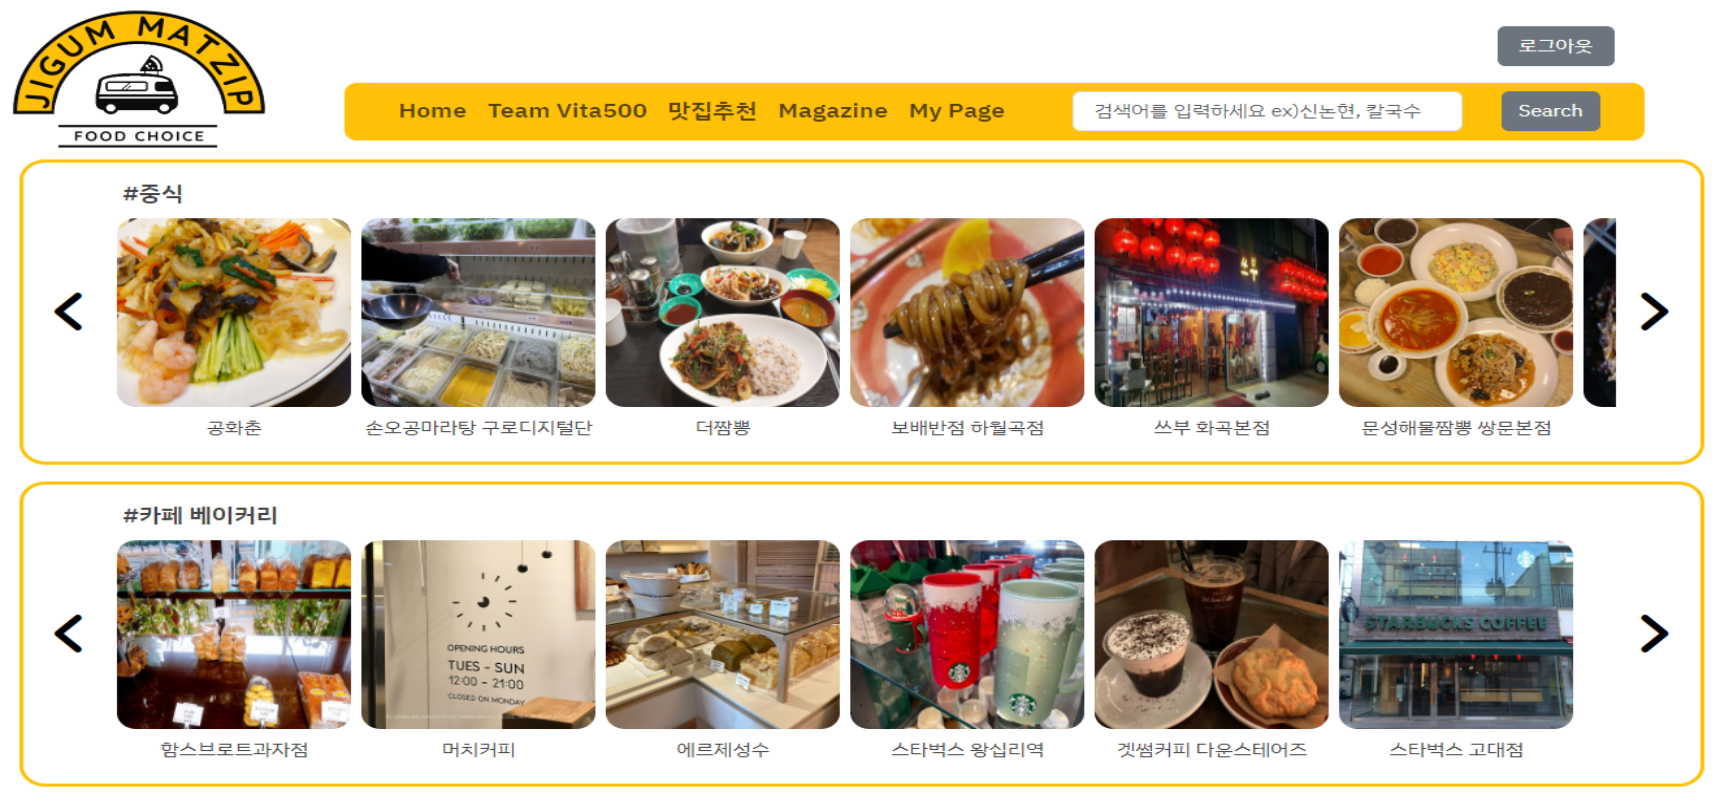 JIGUM MATZIP
FOOD CHOICE
로그아웃
Home Team Vita500 맛집추천 Magazine My Page 검색어를 입력하세요 ex)신논현, 칼국수 Search
#중식
공화춘 손오공마라탕 구로디지털단 더짬뽕 보배반점 하월곡점 쓰부 화곡본점 문성해물짬뽕 쌍문본점
#카페 베이커리
OPENING HOURS
TUES - SUN
12:00 - 21:00
CLOSED ON MONDAY
STARBUCKS COFFEE
함스브로트과자점 머치커피 에르제성수 스타벅스 왕십리역 겟썸커피 다운스테어즈 스타벅스 고대점